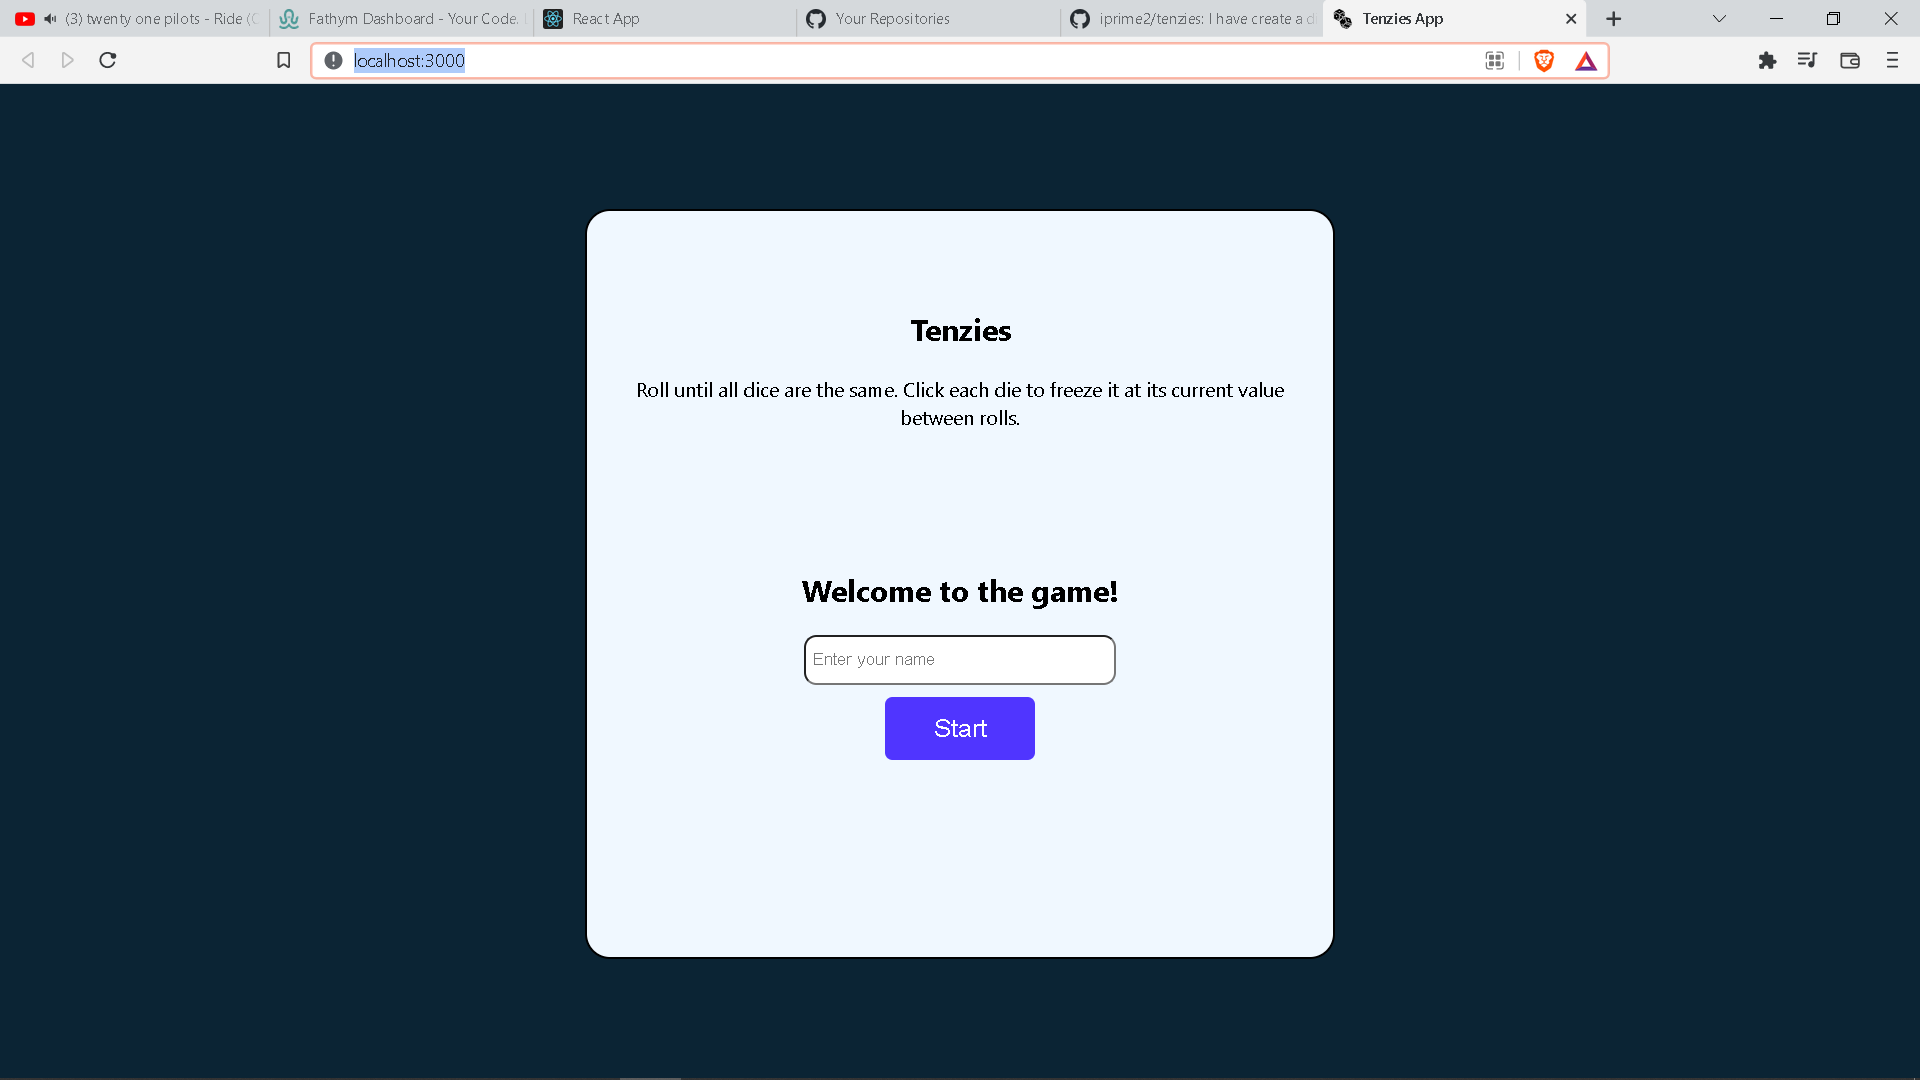 (3) twenty one pilots - Ride (
Fathym Dashboard - Your Code.
React App
Your Repositories
iprime2/tenzies: I have create a d
Tenzies App
localhost:3000
Tenzies
Roll until all dice are the same. Click each die to freeze it at its current value
between rolls.
Welcome to the game!
Enter your name
Start